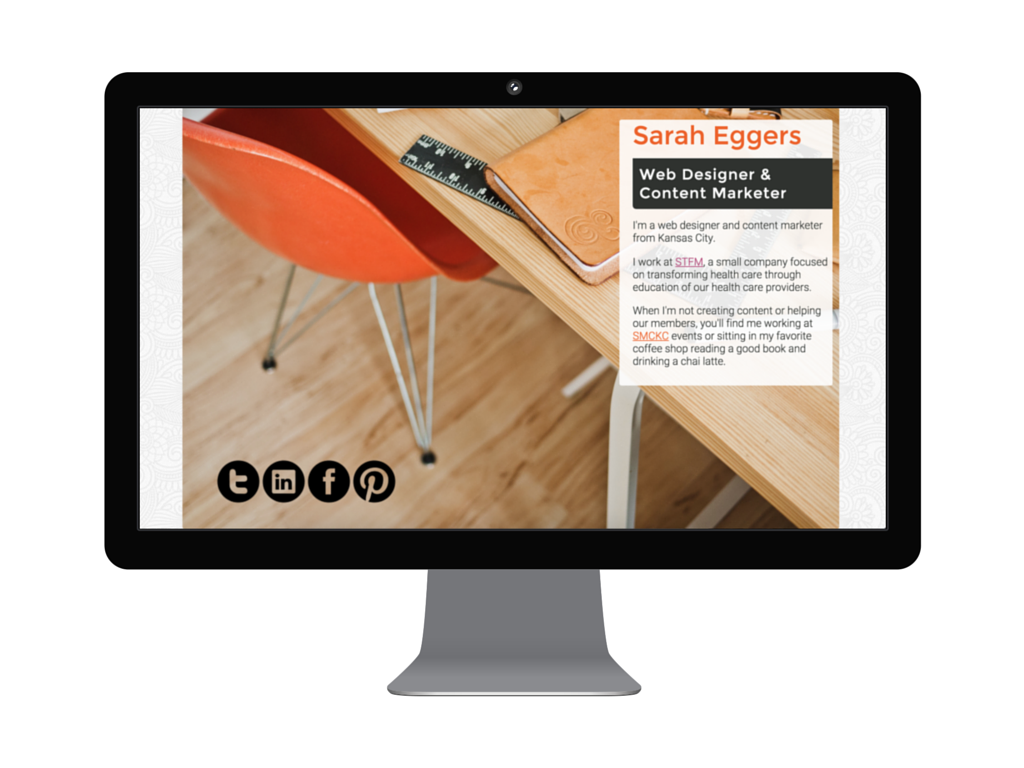 Sarah Eggers
Web Designer &
Content Marketer
I'm a web designer and content marketer
from Kansas City.
I work at STFM, a small company focused
on transforming health care through
education of our health care providers.
When I'm not creating content or helping
our members, you'll find me working at
SMCKC events or sitting in my favorite
coffee shop reading a good book and
drinking a chai latte.